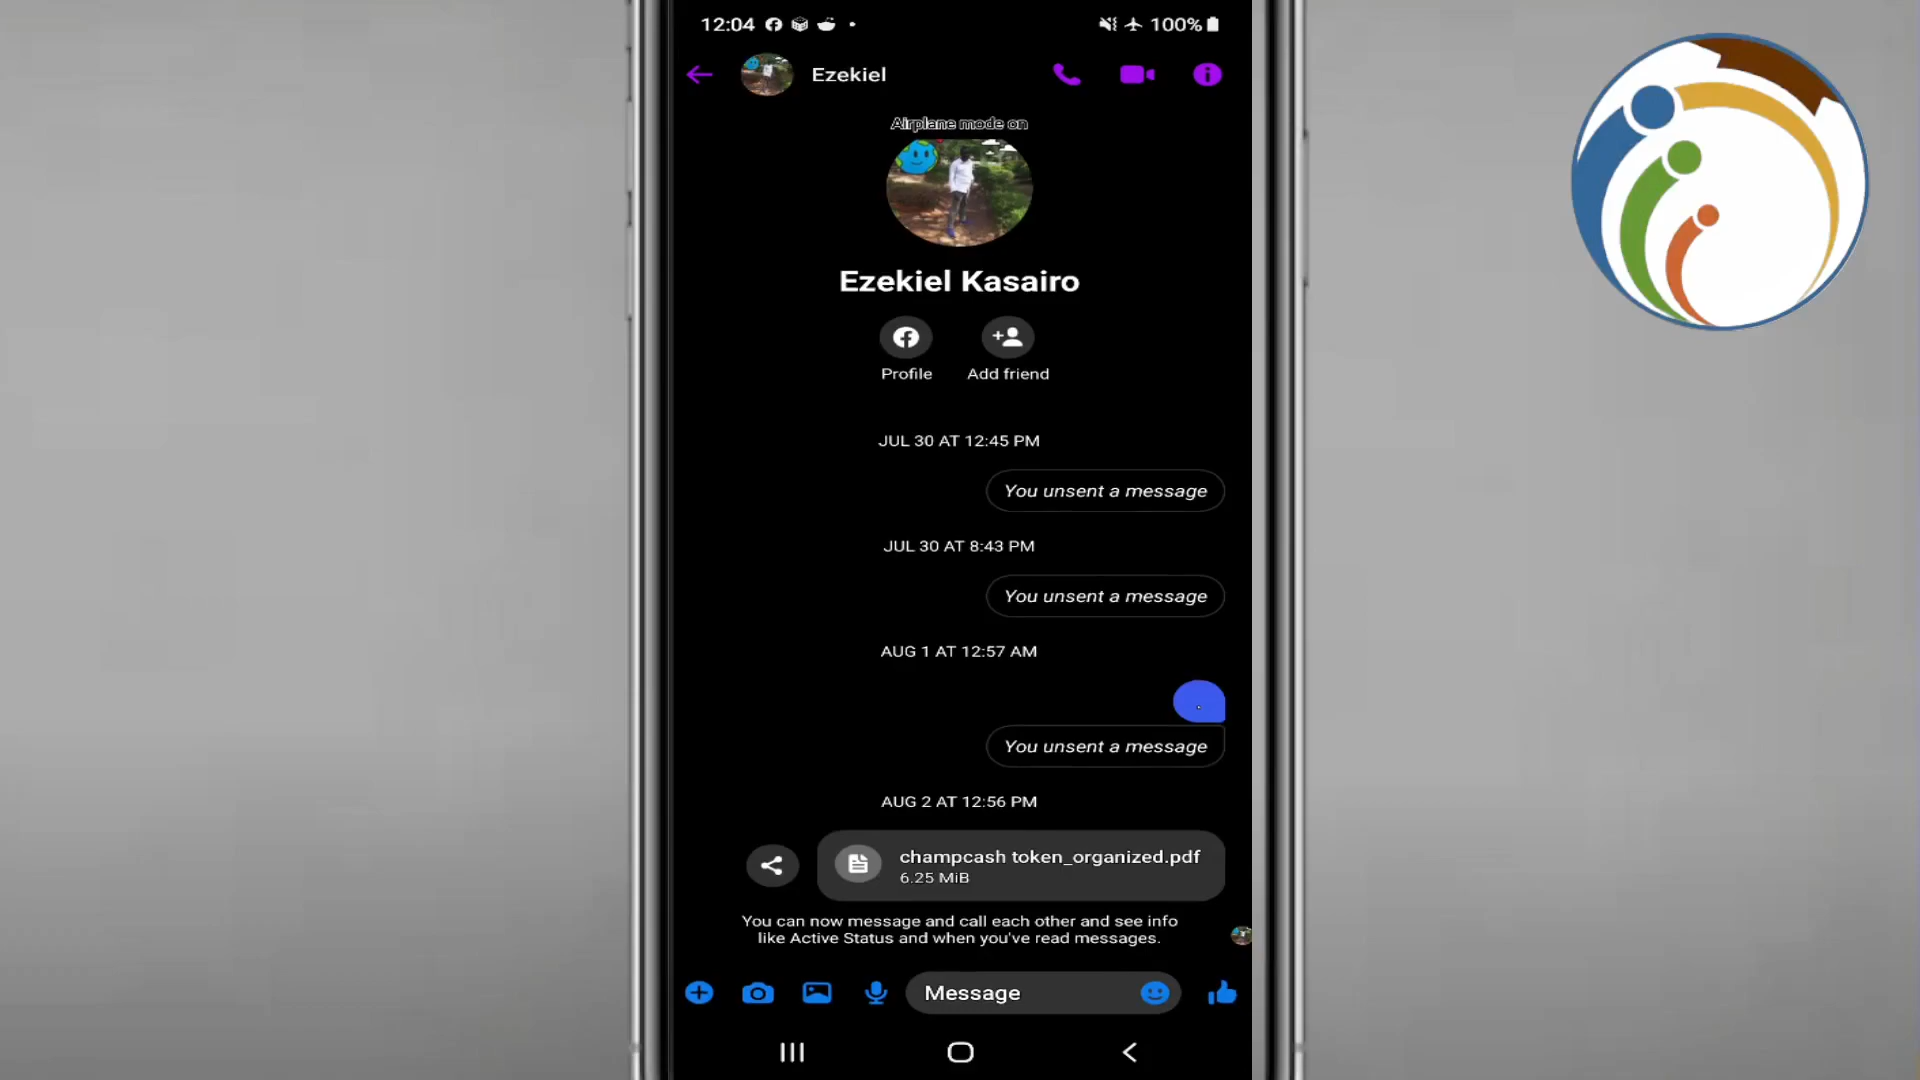 12:04
100%
Ezekiel
Airplane mode on
Ezekiel Kasairo
Profile
Add friend
JUL 30 AT 12:45 PM
You unsent a message
JUL 30 AT 8:43 PM
You unsent a message
AUG 1 AT 12:57 AM
.
You unsent a message
AUG 2 AT 12:56 PM
champcash token_organized.pdf
6.25 MiB
You can now message and call each other and see info
like Active Status and when you've read messages.
Message